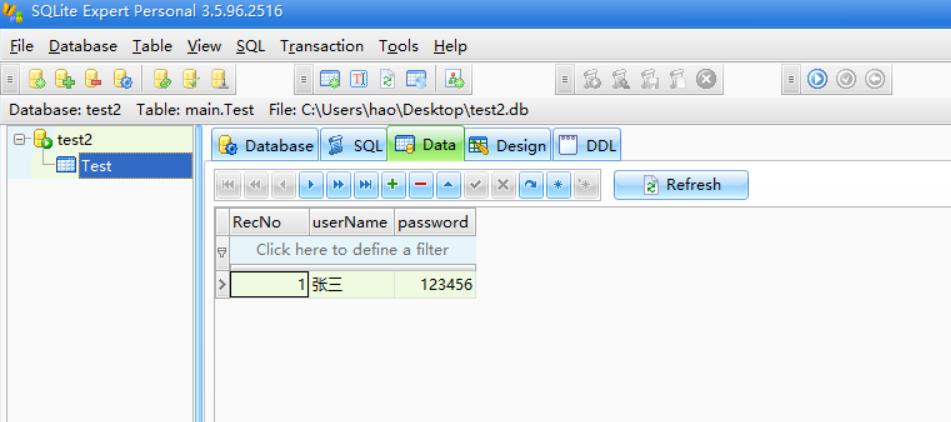 SQLite Expert Personal 3.5.96.2516
File Database Table View SQL Transaction Tools Help
Database: test2 Table: main.Test File: C:\Users\hao\Desktop\test2.db
test2
Test
Database SQL Data Design DDL
Refresh
RecNo userName password
Click here to define a filter
1 张三 123456